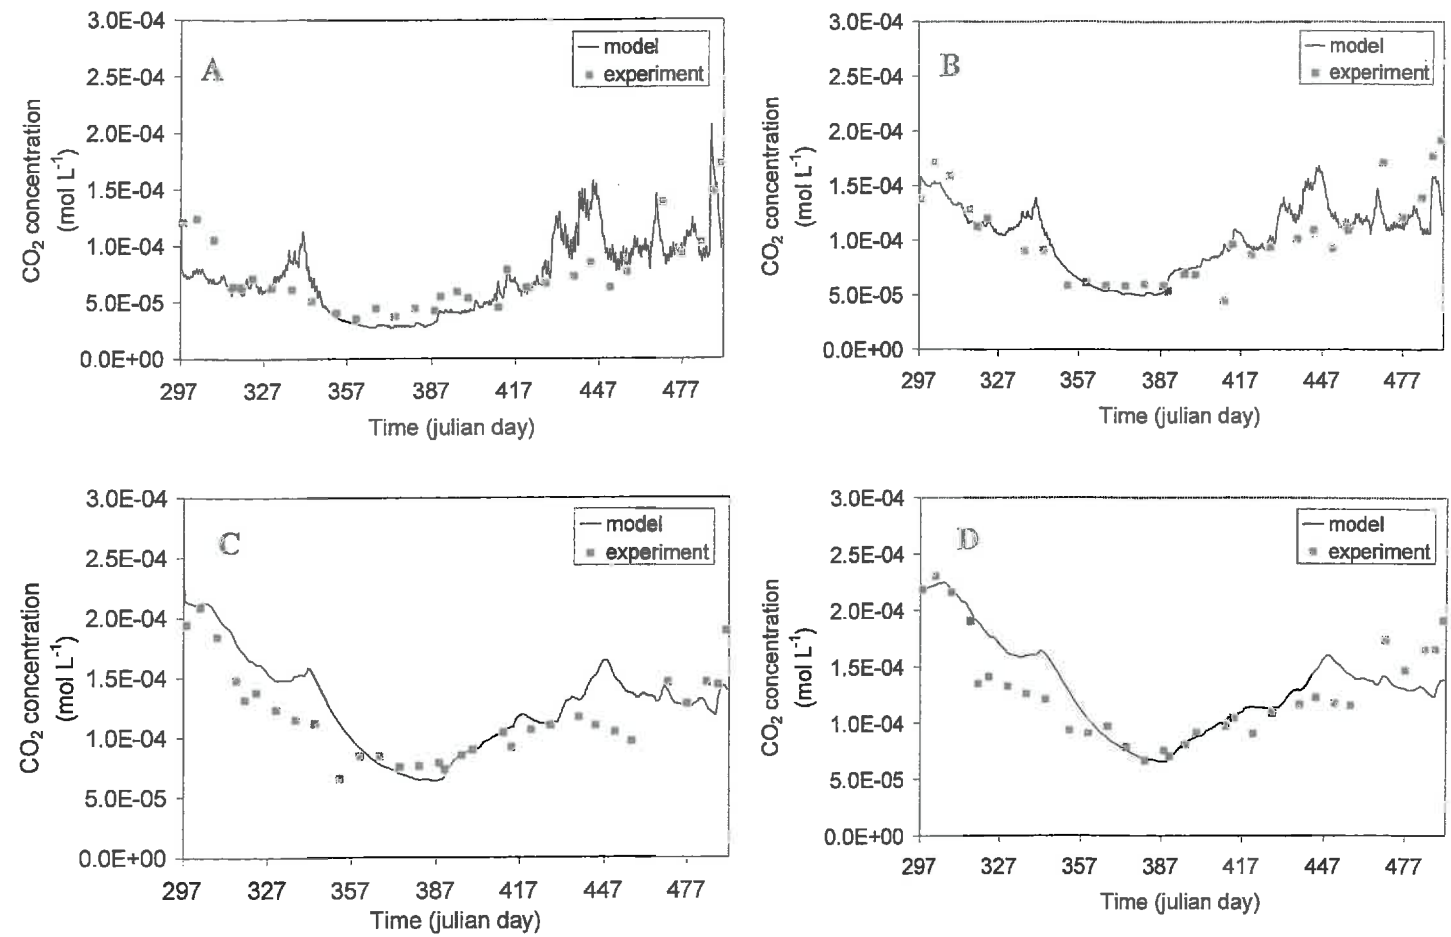 3.0E-04
2.5E-04
2.0E-04
1.5E-04
1.0E-04
5.0E-05
0.0E+00
CO2 concentration
(mol L-1)
A
model
experiment
297 327 357 387 417 447 477
Time (julian day)
3.0E-04
2.5E-04
2.0E-04
1.5E-04
1.0E-04
5.0E-05
0.0E+00
CO2 concentration
(mol L-1)
B
model
experiment
297 327 357 387 417 447 477
Time (julian day)
3.0E-04
2.5E-04
2.0E-04
1.5E-04
1.0E-04
5.0E-05
0.0E+00
CO2 concentration
(mol L-1)
C
model
experiment
297 327 357 387 417 447 477
Time (julian day)
3.0E-04
2.5E-04
2.0E-04
1.5E-04
1.0E-04
5.0E-05
0.0E+00
CO2 concentration
(mol L-1)
D
model
experiment
297 327 357 387 417 447 477
Time (julian day)